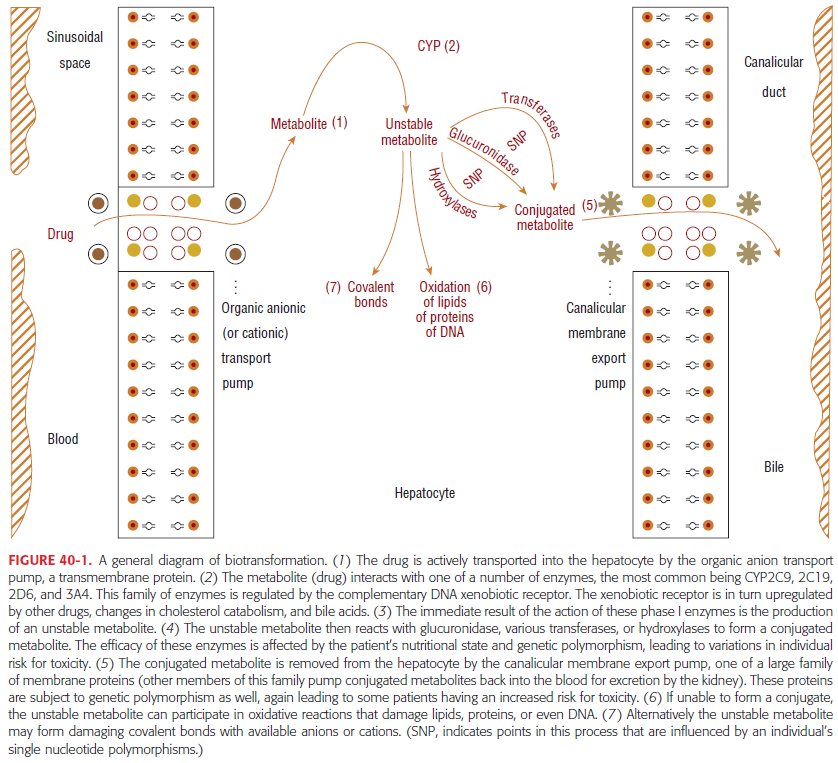 Sinusoidal
space
CYP (2)
Canalicular
duct
Metabolite (1)
Unstable
metabolite
Transferases
SNP
Glucuronidase
SNP
Hydroxylases
Conjugated
metabolite
(5)
Drug
(7) Covalent
bonds
Oxidation (6)
of lipids
of proteins
of DNA
Organic anionic
(or cationic)
transport
pump
Canalicular
membrane
export
pump
Blood
Bile
Hepatocyte
FIGURE 40-1. A general diagram of biotransformation. (1) The drug is actively transported into the hepatocyte by the organic anion transport
pump, a transmembrane protein. (2) The metabolite (drug) interacts with one of a number of enzymes, the most common being CYP2C9, 2C19,
2D6, and 3A4. This family of enzymes is regulated by the complementary DNA xenobiotic receptor. The xenobiotic receptor is in turn upregulated
by other drugs, changes in cholesterol catabolism, and bile acids. (3) The immediate result of the action of these phase I enzymes is the production
of an unstable metabolite. (4) The unstable metabolite then reacts with glucuronidase, various transferases, or hydroxylases to form a conjugated
metabolite. The efficacy of these enzymes is affected by the patient's nutritional state and genetic polymorphism, leading to variations in individual
risk for toxicity. (5) The conjugated metabolite is removed from the hepatocyte by the canalicular membrane export pump, one of a large family
of membrane proteins (other members of this family pump conjugated metabolites back into the blood for excretion by the kidney). These proteins
are subject to genetic polymorphism as well, again leading to some patients having an increased risk for toxicity. (6) If unable to form a conjugate,
the unstable metabolite can participate in oxidative reactions that damage lipids, proteins, or even DNA. (7) Alternatively the unstable metabolite
may form damaging covalent bonds with available anions or cations. (SNP, indicates points in this process that are influenced by an individual's
single nucleotide polymorphisms.)